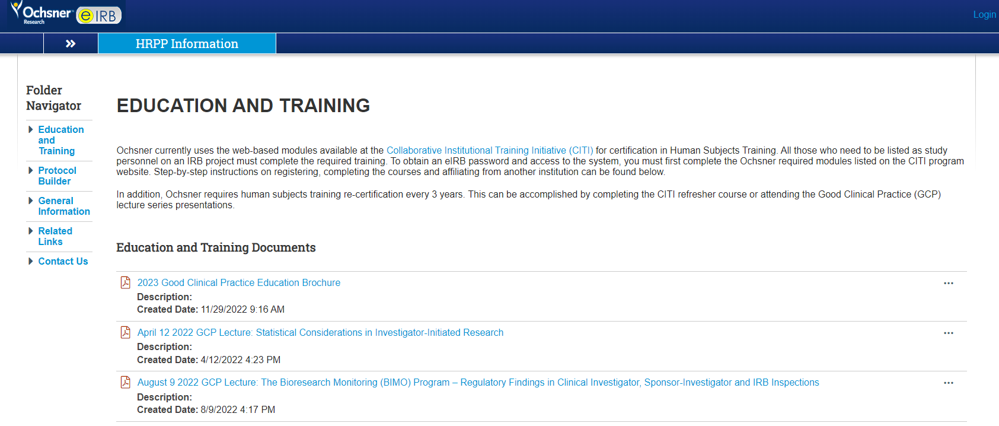 Ochsner
Research
eIRB
Login
»
HRPP Information
Folder
Navigator
Education
and
Training
Protocol
Builder
General
Information
Related
Links
Contact Us
EDUCATION AND TRAINING
Ochsner currently uses the web-based modules available at the Collaborative Institutional Training Initiative (CITI) for certification in Human Subjects Training. All those who need to be listed as study
personnel on an IRB project must complete the required training. To obtain an eIRB password and access to the system, you must first complete the Ochsner required modules listed on the CITI program
website. Step-by-step instructions on registering, completing the courses and affiliating from another institution can be found below.
In addition, Ochsner requires human subjects training re-certification every 3 years. This can be accomplished by completing the CITI refresher course or attending the Good Clinical Practice (GCP)
lecture series presentations.
Education and Training Documents
2023 Good Clinical Practice Education Brochure
Description:
Created Date: 11/29/2022 9:16 AM
April 12 2022 GCP Lecture: Statistical Considerations in Investigator-Initiated Research
Description:
Created Date: 4/12/2022 4:23 PM
August 9 2022 GCP Lecture: The Bioresearch Monitoring (BIMO) Program – Regulatory Findings in Clinical Investigator, Sponsor-Investigator and IRB Inspections
Description:
Created Date: 8/9/2022 4:17 PM